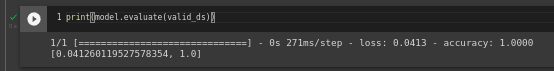 1 print(model.evaluate(valid_ds))
1/1 [==============================] - 0s 271ms/step - loss: 0.0413 - accuracy: 1.0000
[0.041260119527578354, 1.0]